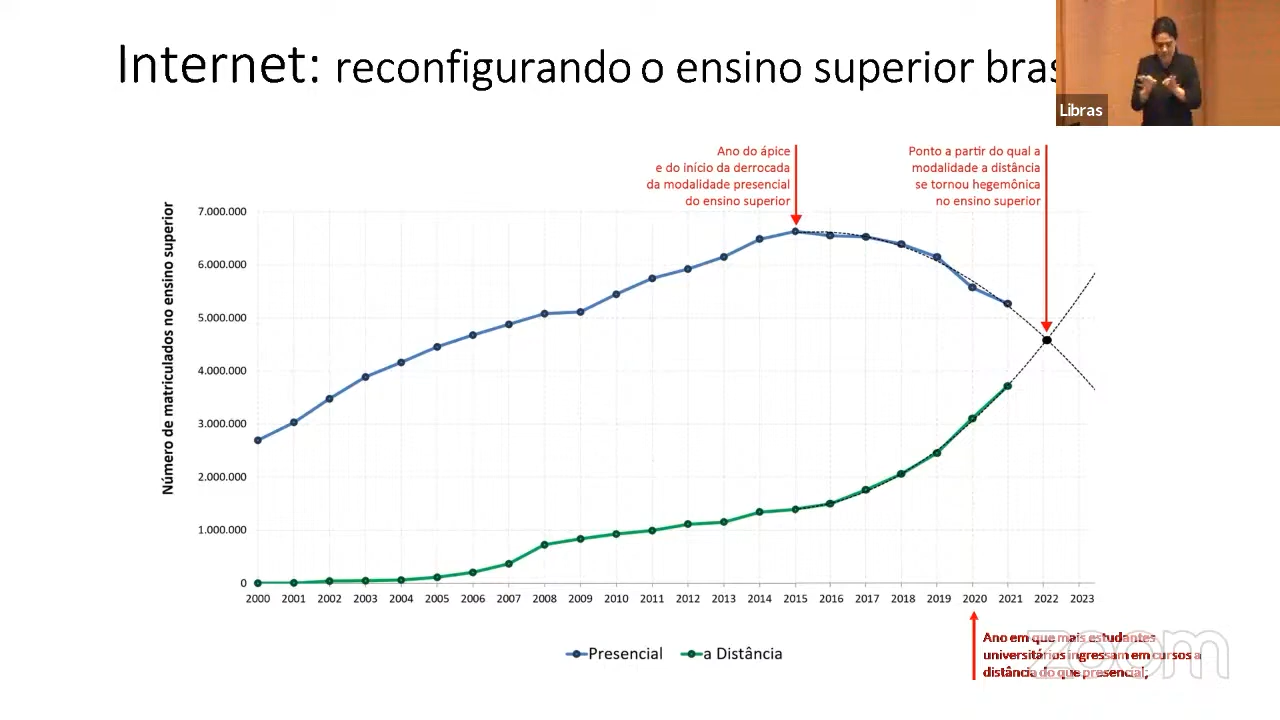 Internet: reconfigurando o ensino superior bras
Libras
Ano do ápice
e do início da derrocada
da modalidade presencial
do ensino superior
Ponto a partir do qual a
modalidade a distância
se tornou hegemônica
no ensino superior
Número de matriculados no ensino superior
7.000.000
6.000.000
5.000.000
4.000.000
3.000.000
2.000.000
1.000.000
0
2000 2001 2002 2003 2004 2005 2006 2007 2008 2009 2010 2011 2012 2013 2014 2015 2016 2017 2018 2019 2020 2021 2022 2023
Presencial a Distância
Ano em que mais estudantes
universitários ingressam em cursos a
distância do que presencial;
zoom